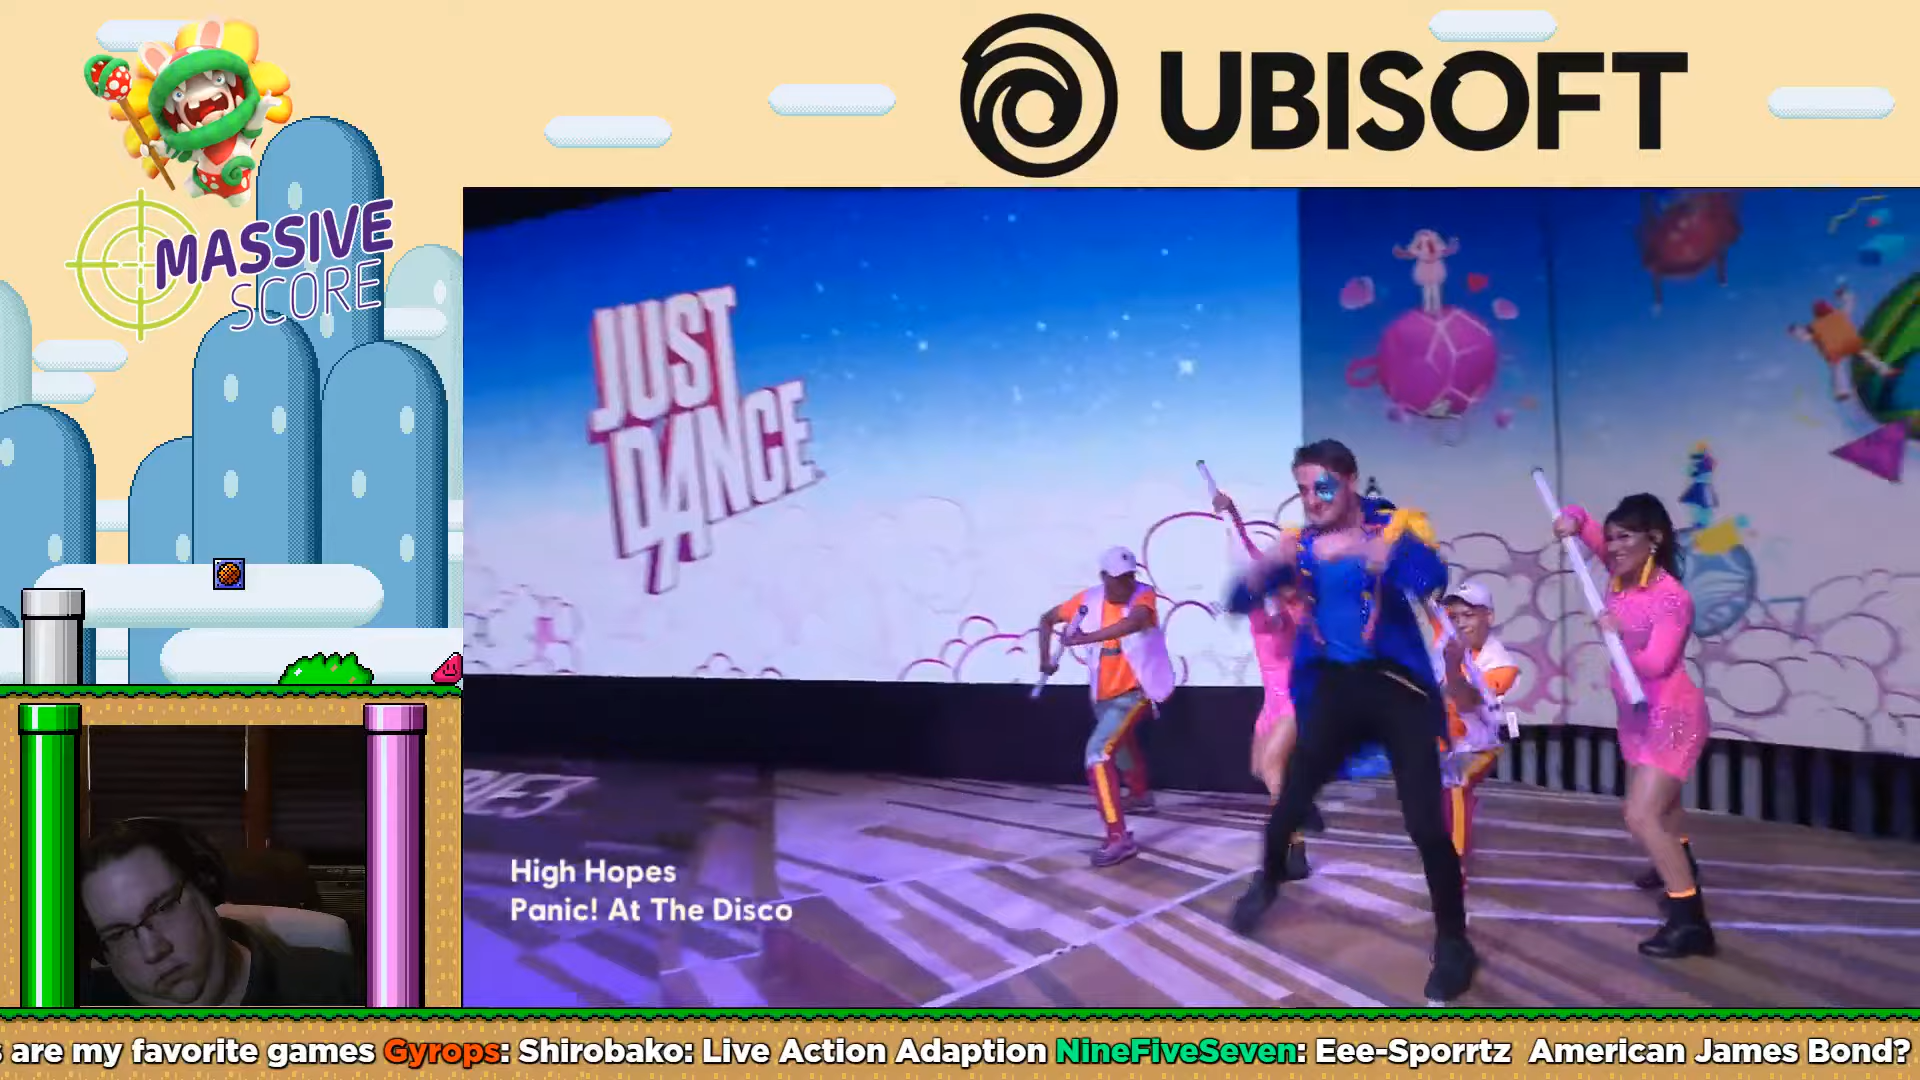 UBISOFT
MASSIVE
SCORE
JUST
DANCE
High Hopes
Panic! At The Disco
are my favorite games Gyrops: Shirobako: Live Action Adaption NineFiveSeven: Eee-Sporrtz American James Bond?